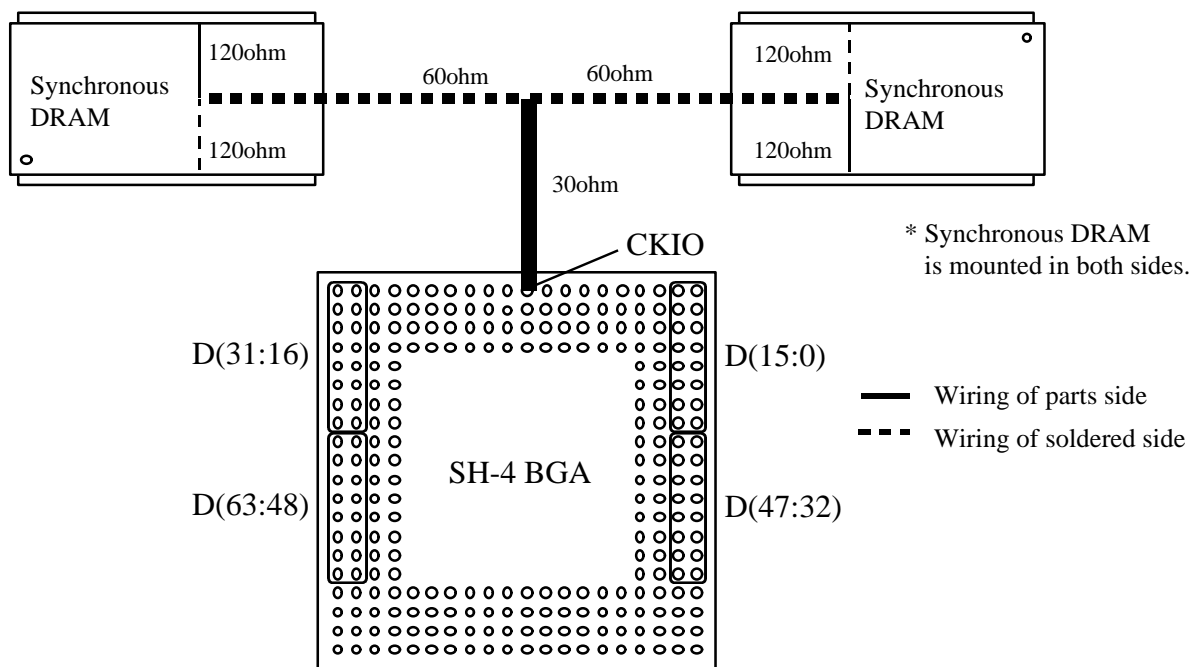 120ohm
120ohm
60ohm
60ohm
Synchronous
DRAM
Synchronous
DRAM
120ohm
120ohm
30ohm
* Synchronous DRAM
is mounted in both sides.
CKIO
D(31:16)
D(15:0)
Wiring of parts side
Wiring of soldered side
SH-4 BGA
D(63:48)
D(47:32)